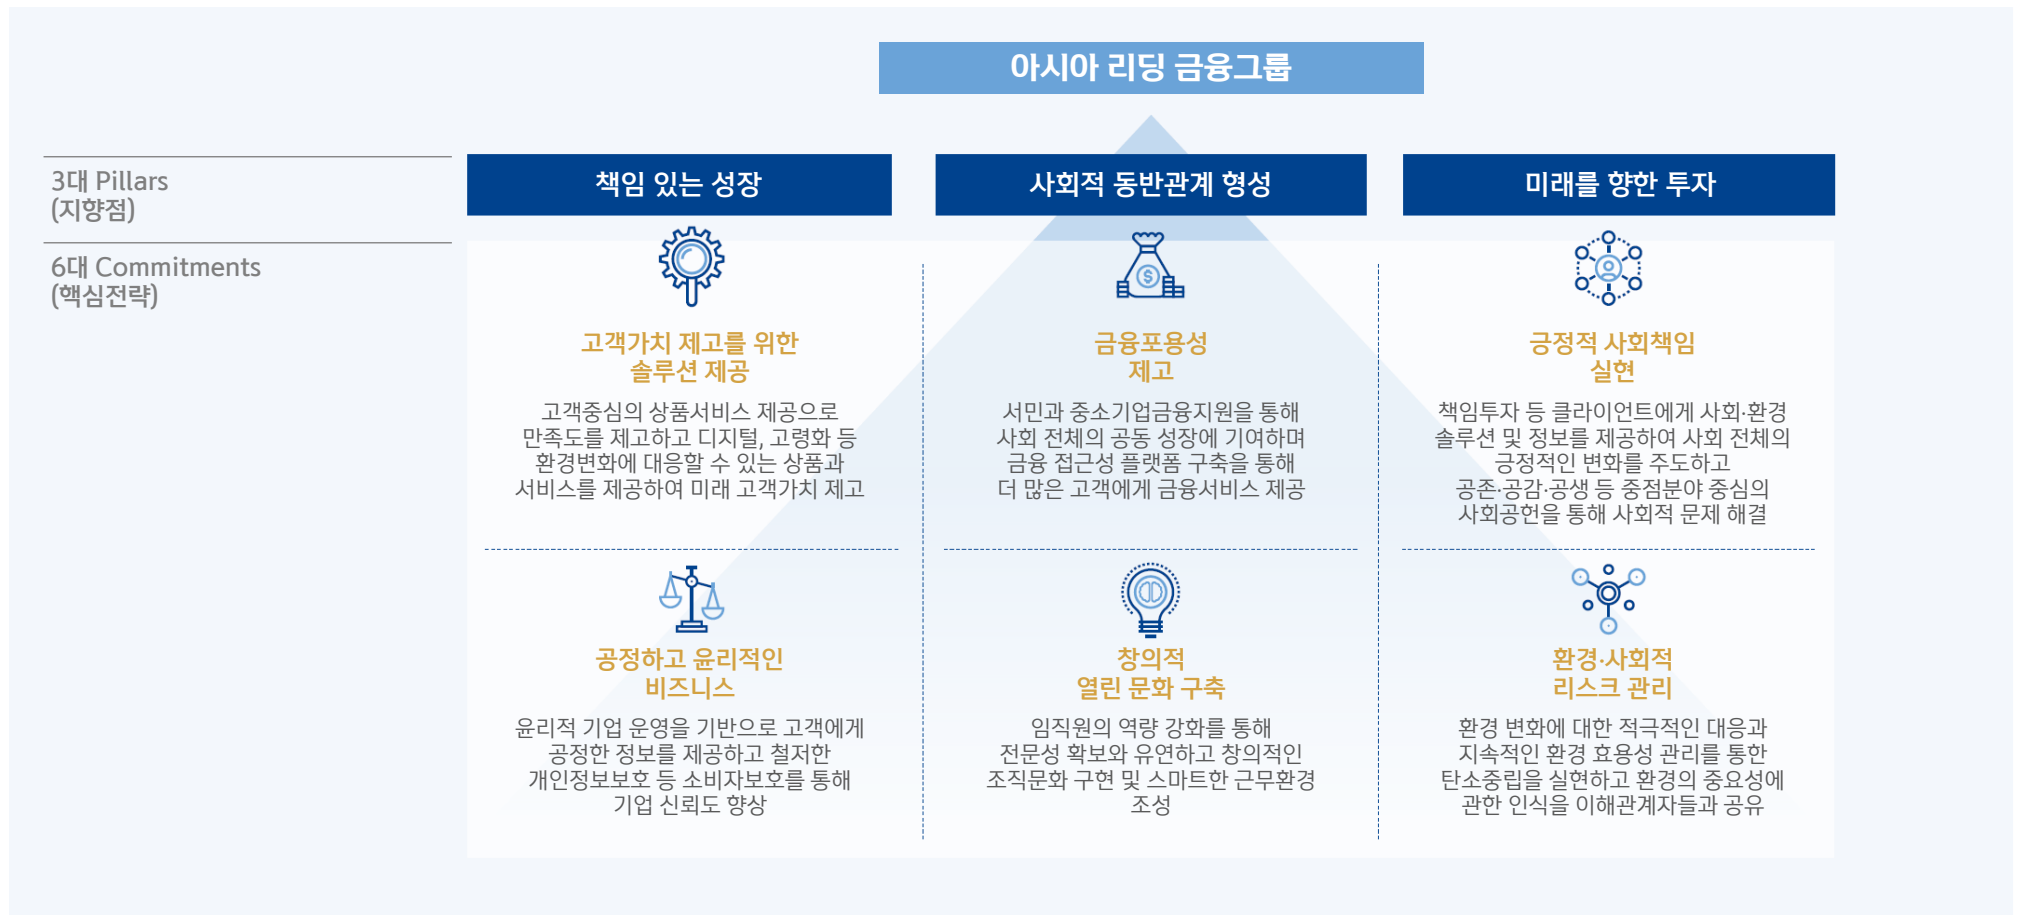 아시아 리딩 금융그룹
3대 Pillars
(지향점)
책임 있는 성장
사회적 동반관계 형성
미래를 향한 투자
6대 Commitments
(핵심전략)
고객가치 제고를 위한
솔루션 제공
고객중심의 상품서비스 제공으로
만족도를 제고하고 디지털, 고령화 등
환경변화에 대응할 수 있는 상품과
서비스를 제공하여 미래 고객가치 제고
금융포용성
제고
서민과 중소기업금융지원을 통해
사회 전체의 공동 성장에 기여하며
금융 접근성 플랫폼 구축을 통해
더 많은 고객에게 금융서비스 제공
긍정적 사회책임
실현
책임투자 등 클라이언트에게 사회·환경
솔루션 및 정보를 제공하여 사회 전체의
긍정적인 변화를 주도하고
공존·공감·공생 등 중점분야 중심의
사회공헌을 통해 사회적 문제 해결
공정하고 윤리적인
비즈니스
윤리적 기업 운영을 기반으로 고객에게
공정한 정보를 제공하고 철저한
개인정보보호 등 소비자보호를 통해
기업 신뢰도 향상
창의적
열린 문화 구축
임직원의 역량 강화를 통해
전문성 확보와 유연하고 창의적인
조직문화 구현 및 스마트한 근무환경
조성
환경·사회적
리스크 관리
환경 변화에 대한 적극적인 대응과
지속적인 환경 효용성 관리를 통한
탄소중립을 실현하고 환경의 중요성에
관한 인식을 이해관계자들과 공유